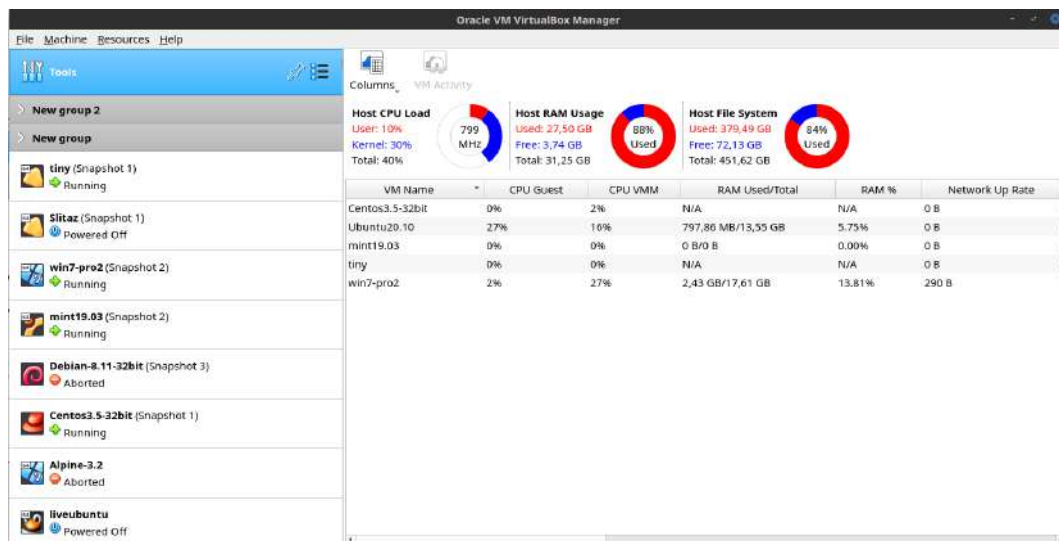 Oracle VM VirtualBox Manager
File Machine Resources Help
Tools
New group 2
New group
tiny (Snapshot 1)
Running
Slitaz (Snapshot 1)
Powered Off
win7-pro2 (Snapshot 2)
Running
mint19.03 (Snapshot 2)
Running
Debian-8.11-32bit (Snapshot 3)
Aborted
Centos3.5-32bit (Snapshot 1)
Running
Alpine-3.2
Aborted
liveubuntu
Powered Off
Columns VM Activity
Host CPU Load
User: 10%
Kernel: 30%
Total: 40%
799
MHz
Host RAM Usage
Used: 27,50 GB
Free: 3,74 GB
Total: 31,25 GB
88%
Used
Host File System
Used: 379,49 GB
Free: 72,13 GB
Total: 451,62 GB
84%
Used
VM Name CPU Guest CPU VMM RAM Used/Total RAM % Network Up Rate
Centos3.5-32bit 0% 2% N/A N/A 0 B
Ubuntu20.10 27% 16% 797,86 MB/13,55 GB 5.75% 0 B
mint19.03 0% 0% 0 B/0 B 0.00% 0 B
tiny 0% 0% N/A N/A 0 B
win7-pro2 2% 27% 2,43 GB/17,61 GB 13.81% 290 B